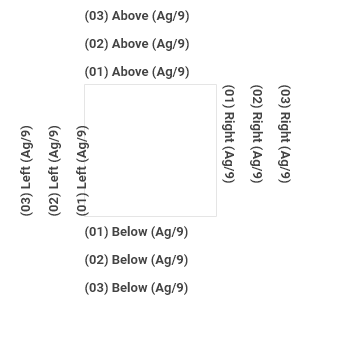 (03) Above (Ag/9)
(02) Above (Ag/9)
(01) Above (Ag/9)
(03) Left (Ag/9)
(02) Left (Ag/9)
(01) Left (Ag/9)
(01) Right (Ag/9)
(02) Right (Ag/9)
(03) Right (Ag/9)
(01) Below (Ag/9)
(02) Below (Ag/9)
(03) Below (Ag/9)